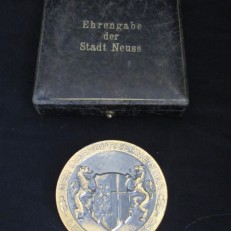 Ehrengabe
der
Stadt Neuss